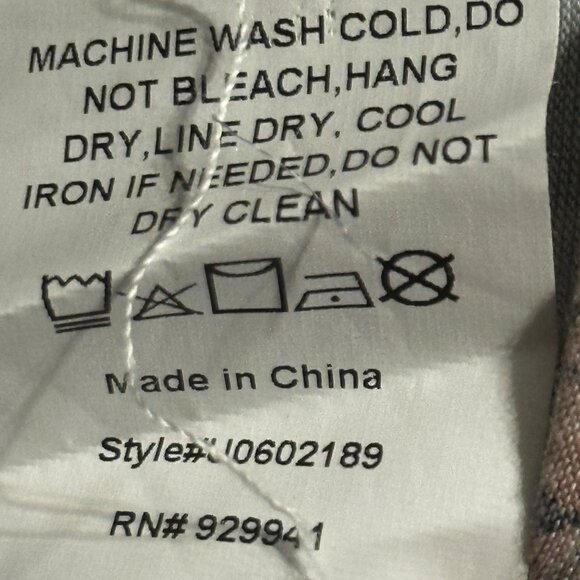 MACHINE WASH COLD,DO
NOT BLEACH,HANG
DRY,LINE DRY, COOL
IRON IF NEEDED,DO NOT
DRY CLEAN
Made in China
Style#U0602189
RN# 929941